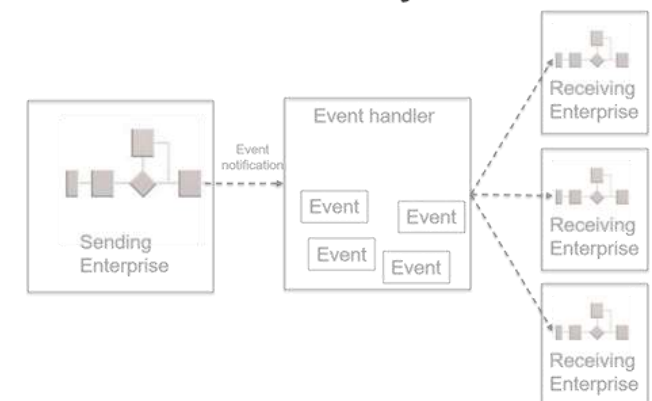 Sending
Enterprise
Event
notification
Event handler
Event
Event
Event
Event
Receiving
Enterprise
Receiving
Enterprise
Receiving
Enterprise